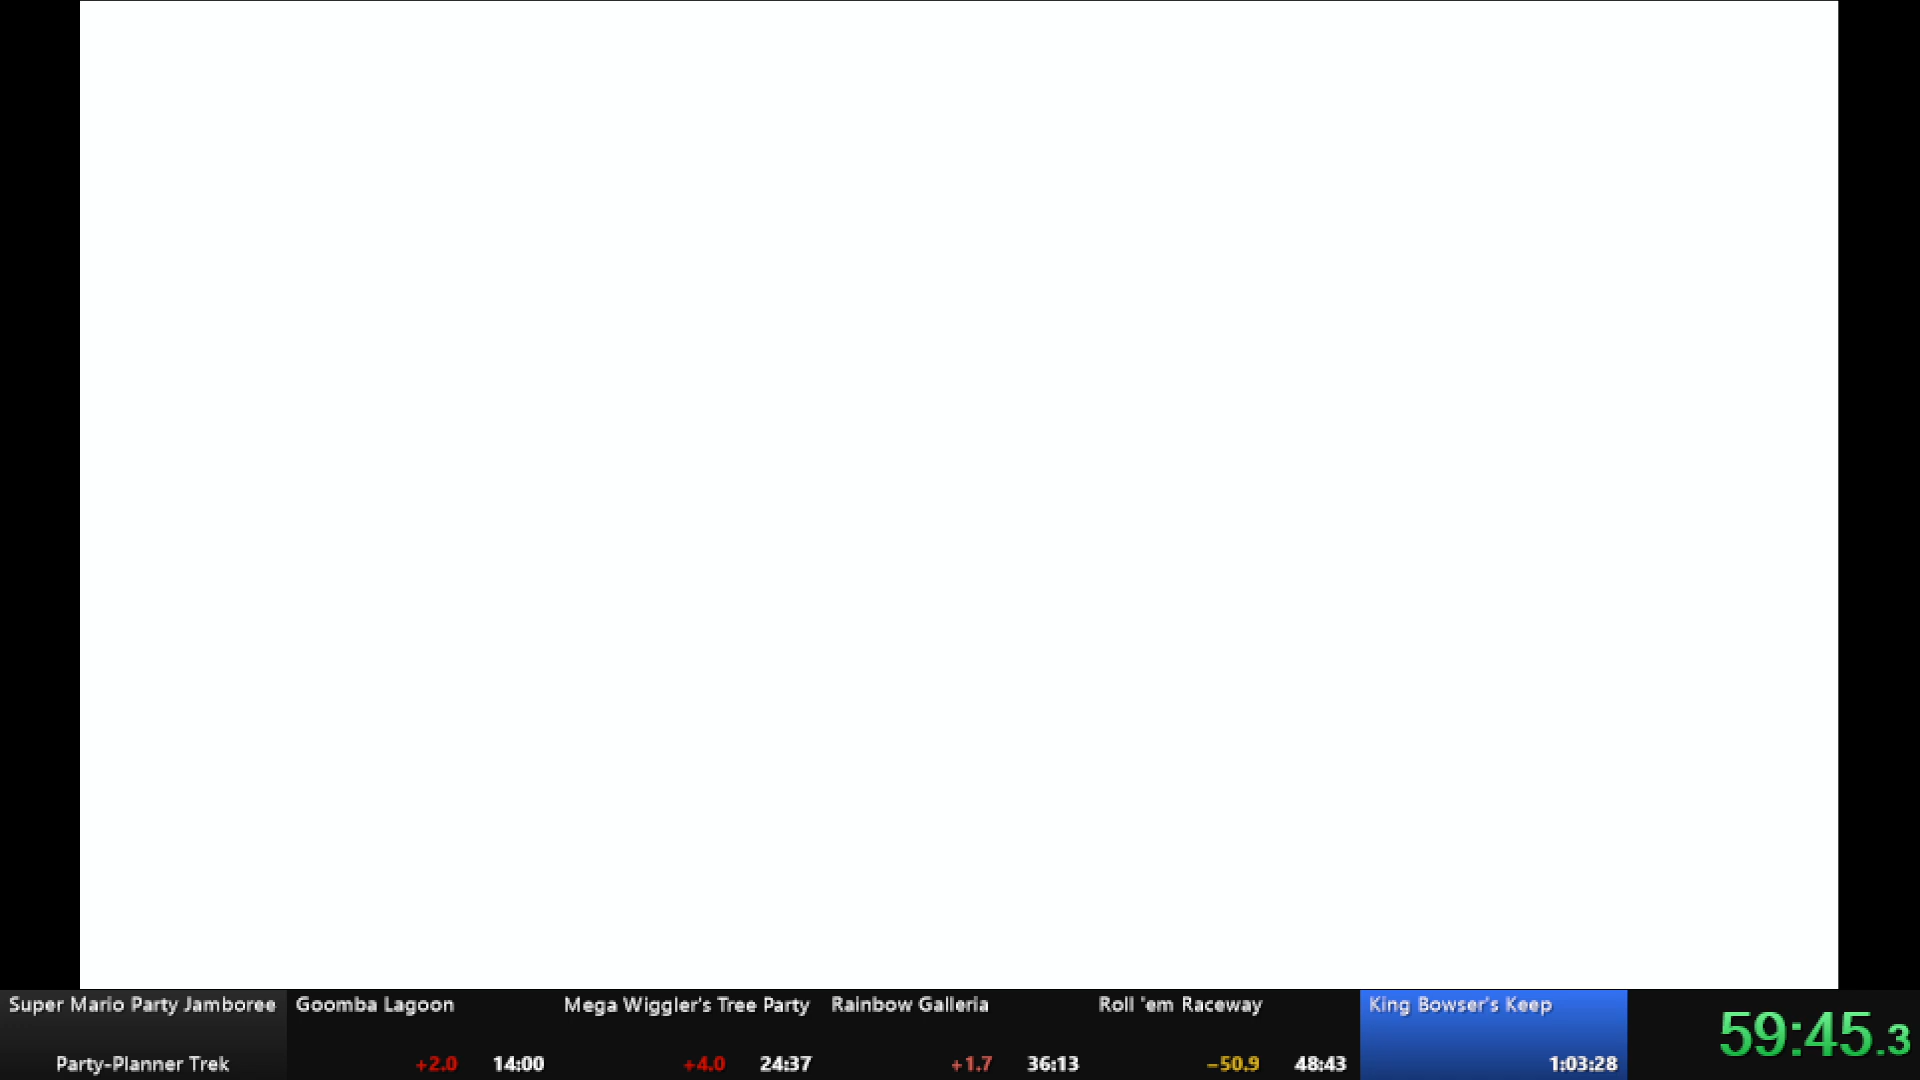 Super Mario Party Jamboree
Party-Planner Trek
Goomba Lagoon
+2.0 14:00
Mega Wiggler's Tree Party
+4.0 24:37
Rainbow Galleria
+1.7 36:13
Roll 'em Raceway
−50.9 48:43
King Bowser's Keep
1:03:28
59:45.3